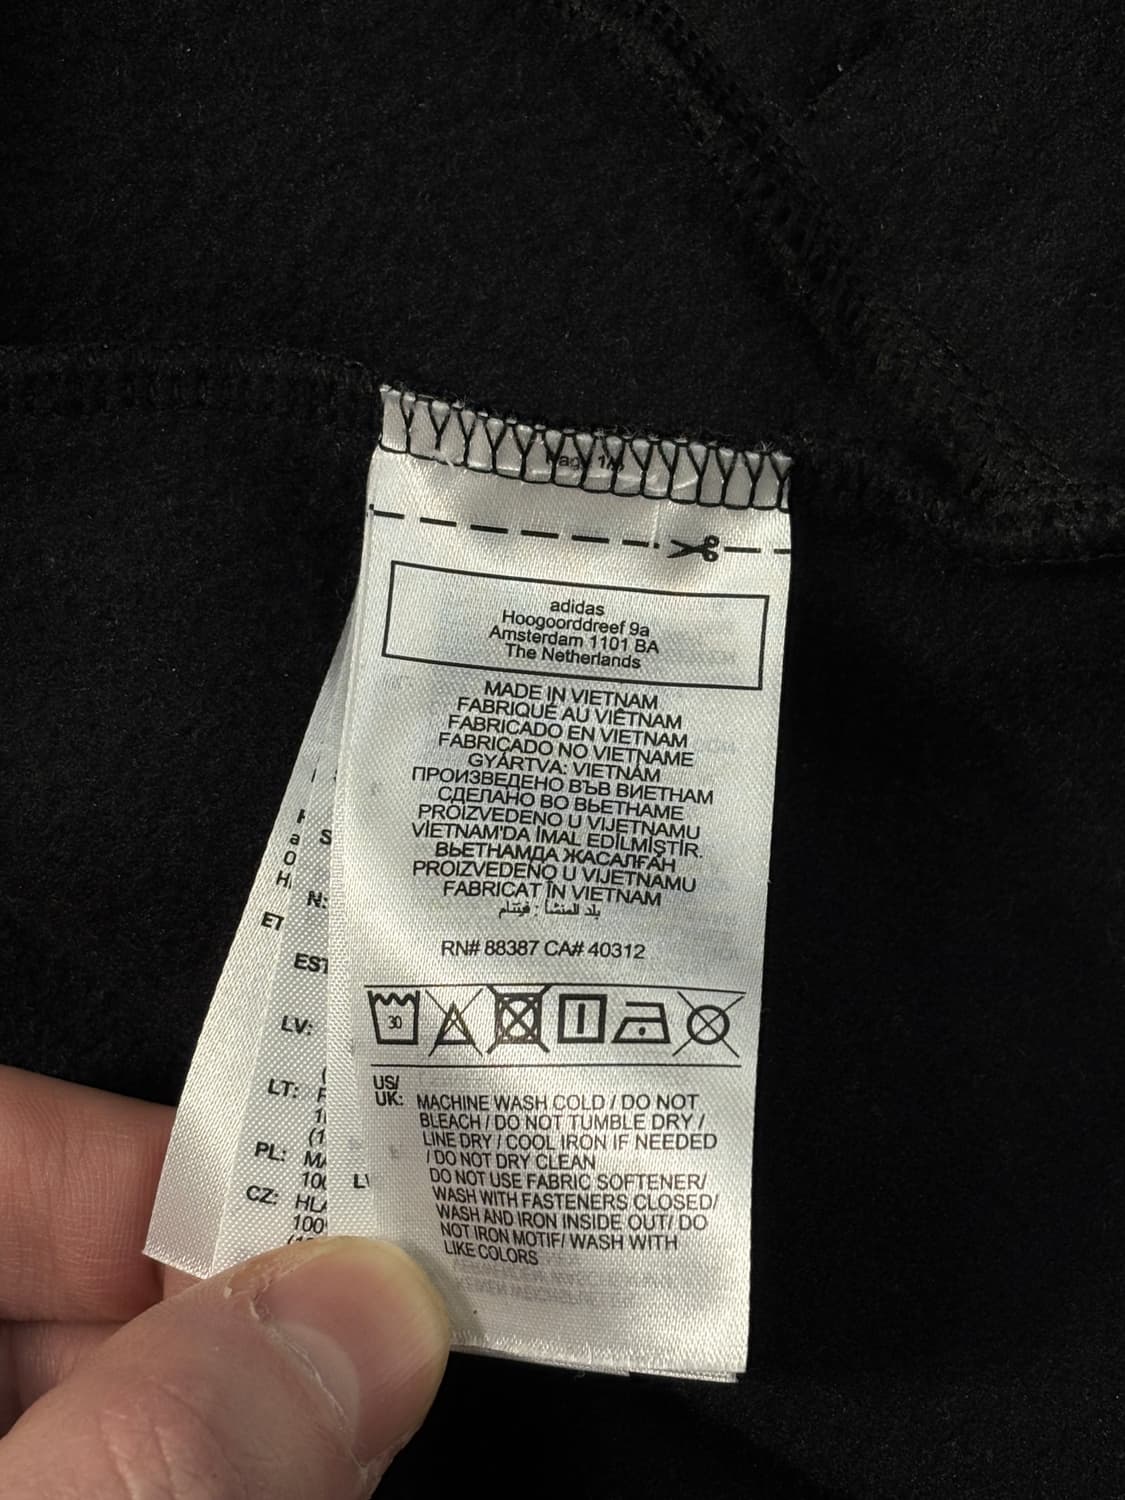 adidas
Hoogoorddreef 9a
Amsterdam 1101 BA
The Netherlands
MADE IN VIETNAM
FABRIQUÉ AU VIÊTNAM
FABRICADO EN VIETNAM
FABRICADO NO VIETNAME
GYÁRTVA: VIETNÁM
ПРОИЗВЕДЕНО ВЪВ ВИЕТНАМ
СДЕЛАНО ВО ВЬЕТНАМЕ
PROIZVEDENO U VIJETNAMU
VİETNAM'DA İMAL EDİLMİŞTİR.
ВЬЕТНАМДА ЖАСАЛҒАН
PROIZVEDENO U VIJETNAMU
FABRICAT ÎN VIETNAM
بلد المنشأ : فيتنام
RN# 88387 CA# 40312
30
US/
UK: MACHINE WASH COLD / DO NOT
BLEACH / DO NOT TUMBLE DRY /
LINE DRY / COOL IRON IF NEEDED
/ DO NOT DRY CLEAN
DO NOT USE FABRIC SOFTENER/
WASH WITH FASTENERS CLOSED/
WASH AND IRON INSIDE OUT/ DO
NOT IRON MOTIF/ WASH WITH
LIKE COLORS
N:
ET
EST
LV:
LT:
PL:
CZ:
100